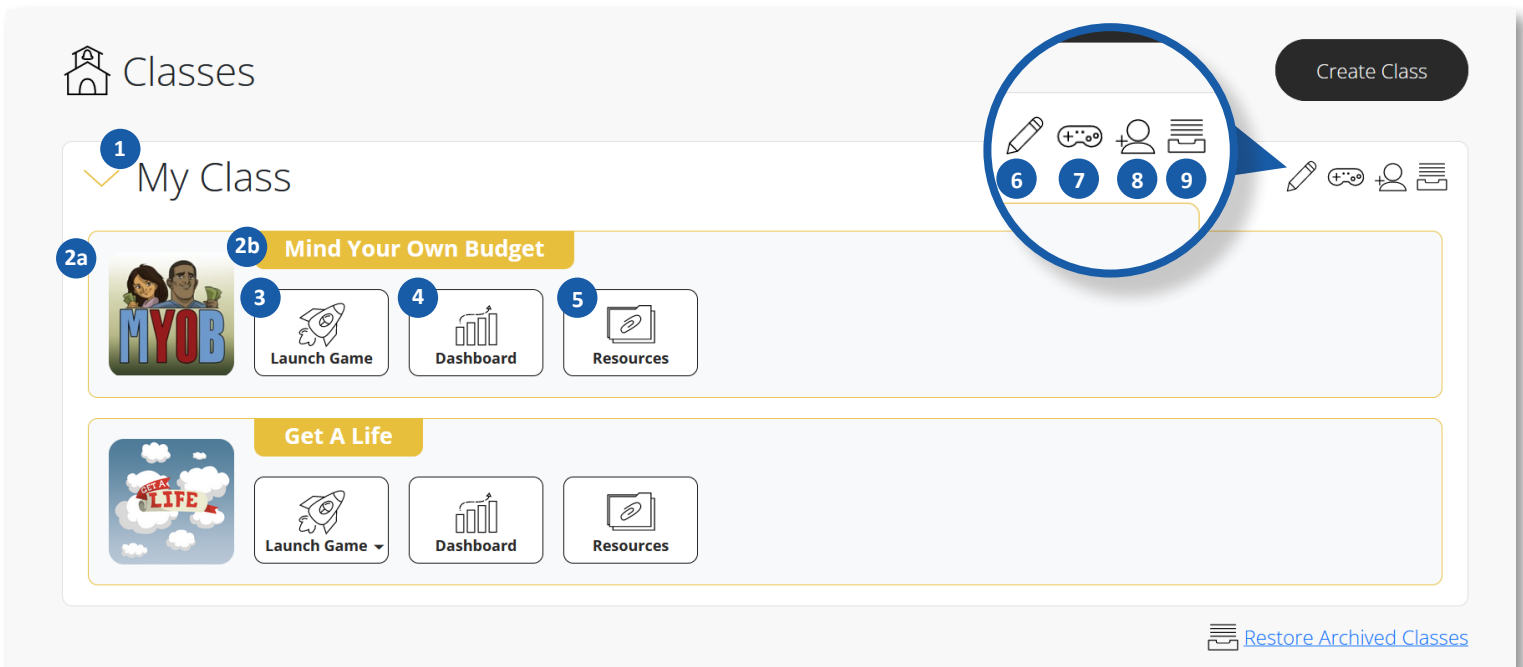 Classes
Create Class
1
My Class
6 7 8 9
2a
2b
Mind Your Own Budget
MYOB
3
4
5
Launch Game
Dashboard
Resources
Get A Life
GET A
LIFE
Launch Game
Dashboard
Resources
Restore Archived Classes